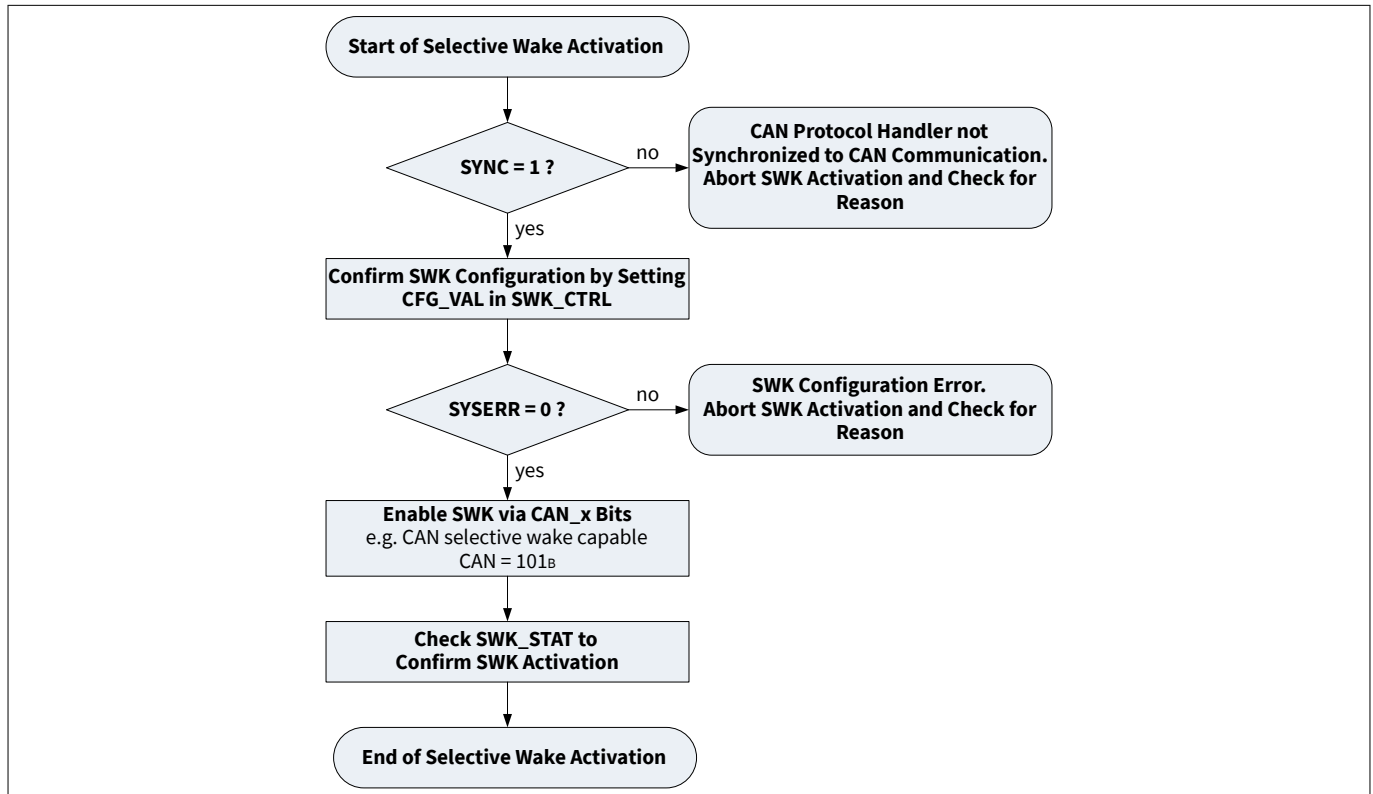 Start of Selective Wake Activation
SYNC = 1 ?
no
CAN Protocol Handler not
Synchronized to CAN Communication.
Abort SWK Activation and Check for
Reason
yes
Confirm SWK Configuration by Setting
CFG_VAL in SWK_CTRL
SYSERR = 0 ?
no
SWK Configuration Error.
Abort SWK Activation and Check for
Reason
yes
Enable SWK via CAN_x Bits
e.g. CAN selective wake capable
CAN = 101B
Check SWK_STAT to
Confirm SWK Activation
End of Selective Wake Activation